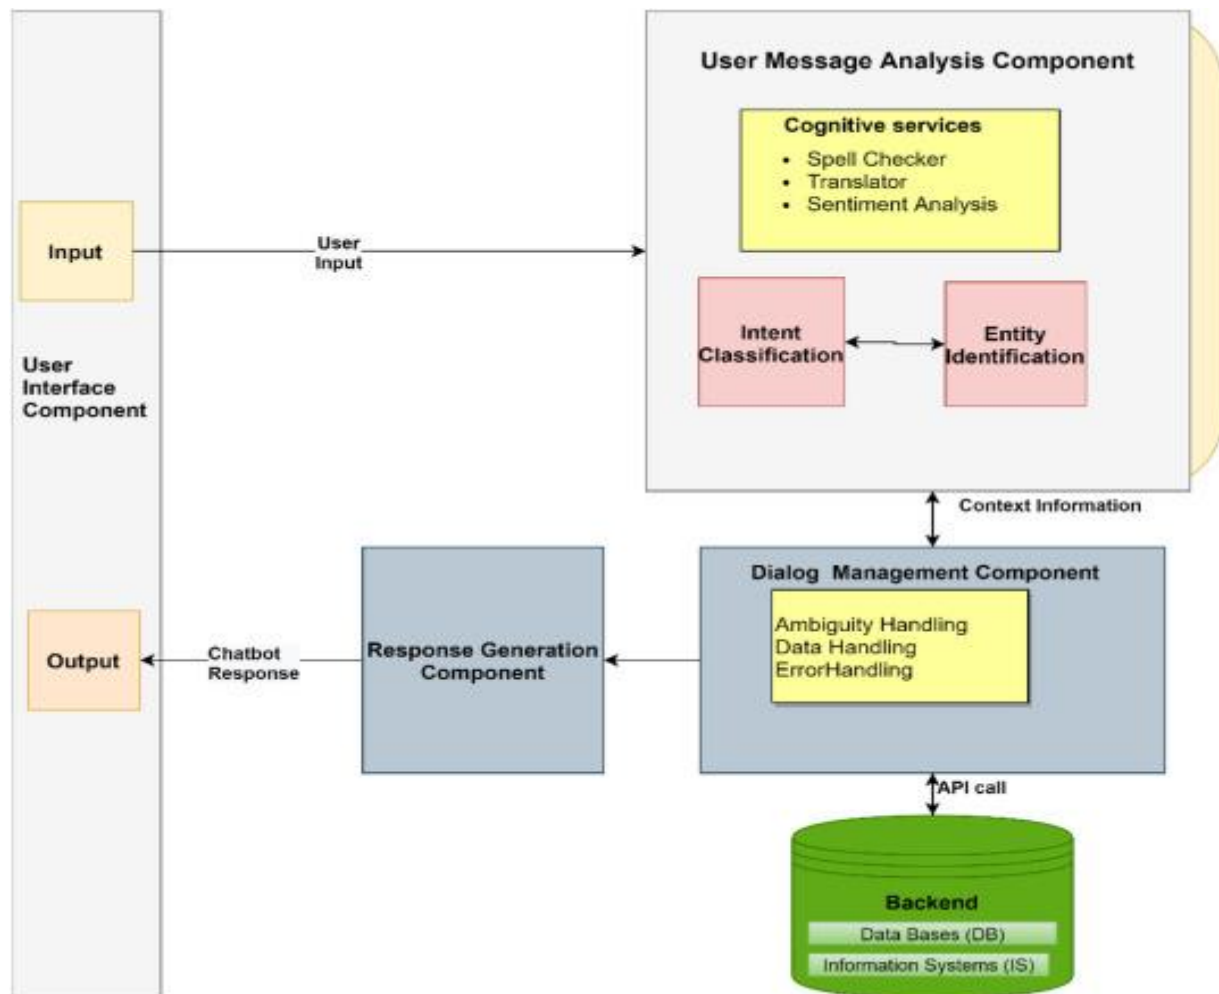 User Message Analysis Component
Cognitive services
• Spell Checker
• Translator
• Sentiment Analysis
Input
User
Input
Intent
Classification
Entity
Identification
User
Interface
Component
Context Information
Dialog Management Component
Ambiguity Handling
Data Handling
ErrorHandling
Response Generation
Component
Chatbot
Response
Output
API call
Backend
Data Bases (DB)
Information Systems (IS)